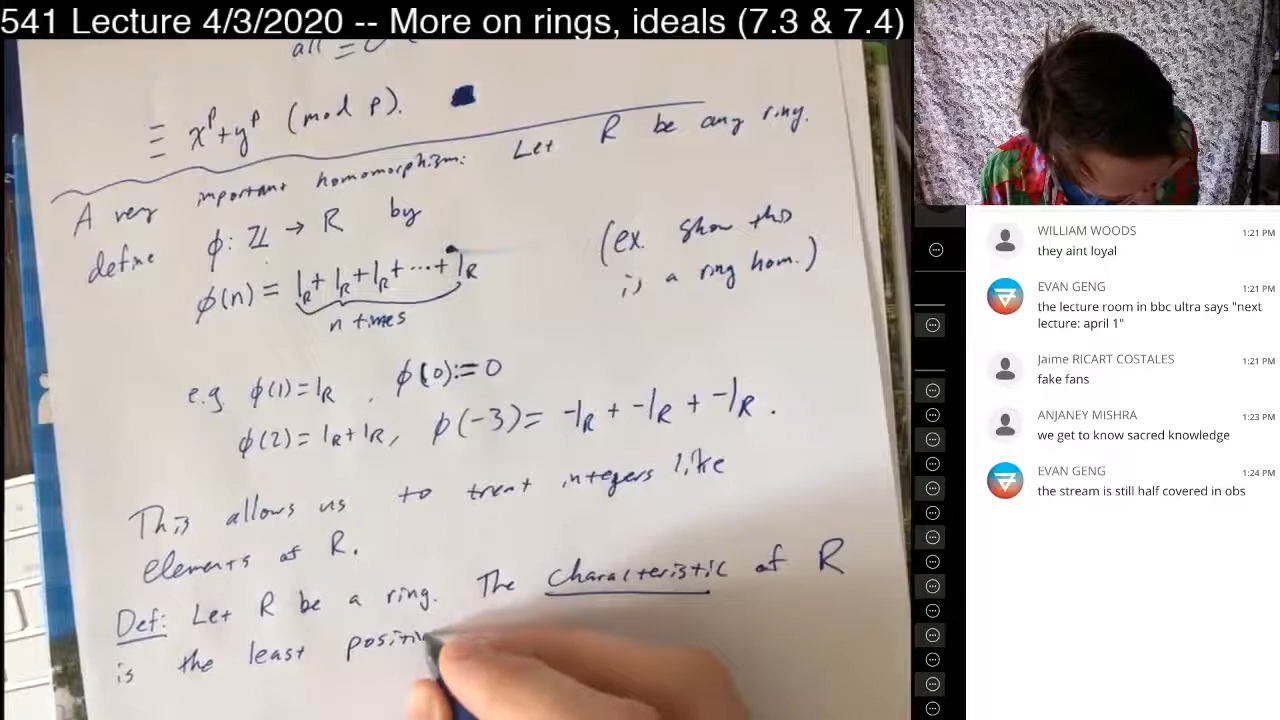 541 Lecture 4/3/2020 -- More on rings, ideals (7.3 & 7.4)
all = 0
≡ x^p + y^p (mod p).
A very important homomorphism: Let R be any ring.
define φ: ℤ → R by
φ(n) = 1_R + 1_R + 1_R + ... + 1_R
n times
(ex. show this
is a ring hom.)
e.g φ(1) = 1_R , φ(0) := 0
φ(2) = 1_R + 1_R, φ(-3) = -1_R + -1_R + -1_R .
This allows us to treat integers like
elements of R.
Def: Let R be a ring. The characteristic of R
is the least positiv
WILLIAM WOODS 1:21 PM
they aint loyal
EVAN GENG 1:21 PM
the lecture room in bbc ultra says "next
lecture: april 1"
Jaime RICART COSTALES 1:21 PM
fake fans
ANJANEY MISHRA 1:23 PM
we get to know sacred knowledge
EVAN GENG 1:24 PM
the stream is still half covered in obs